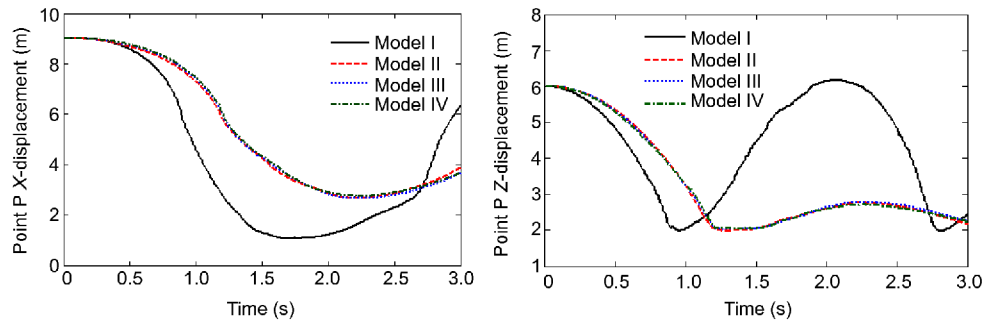 Point P X-displacement (m)
10
8
6
4
2
0
Model I
Model II
Model III
Model IV
0 0.5 1.0 1.5 2.0 2.5 3.0
Time (s)
Point P Z-displacement (m)
8
7
6
5
4
3
2
1
Model I
Model II
Model III
Model IV
0 0.5 1.0 1.5 2.0 2.5 3.0
Time (s)